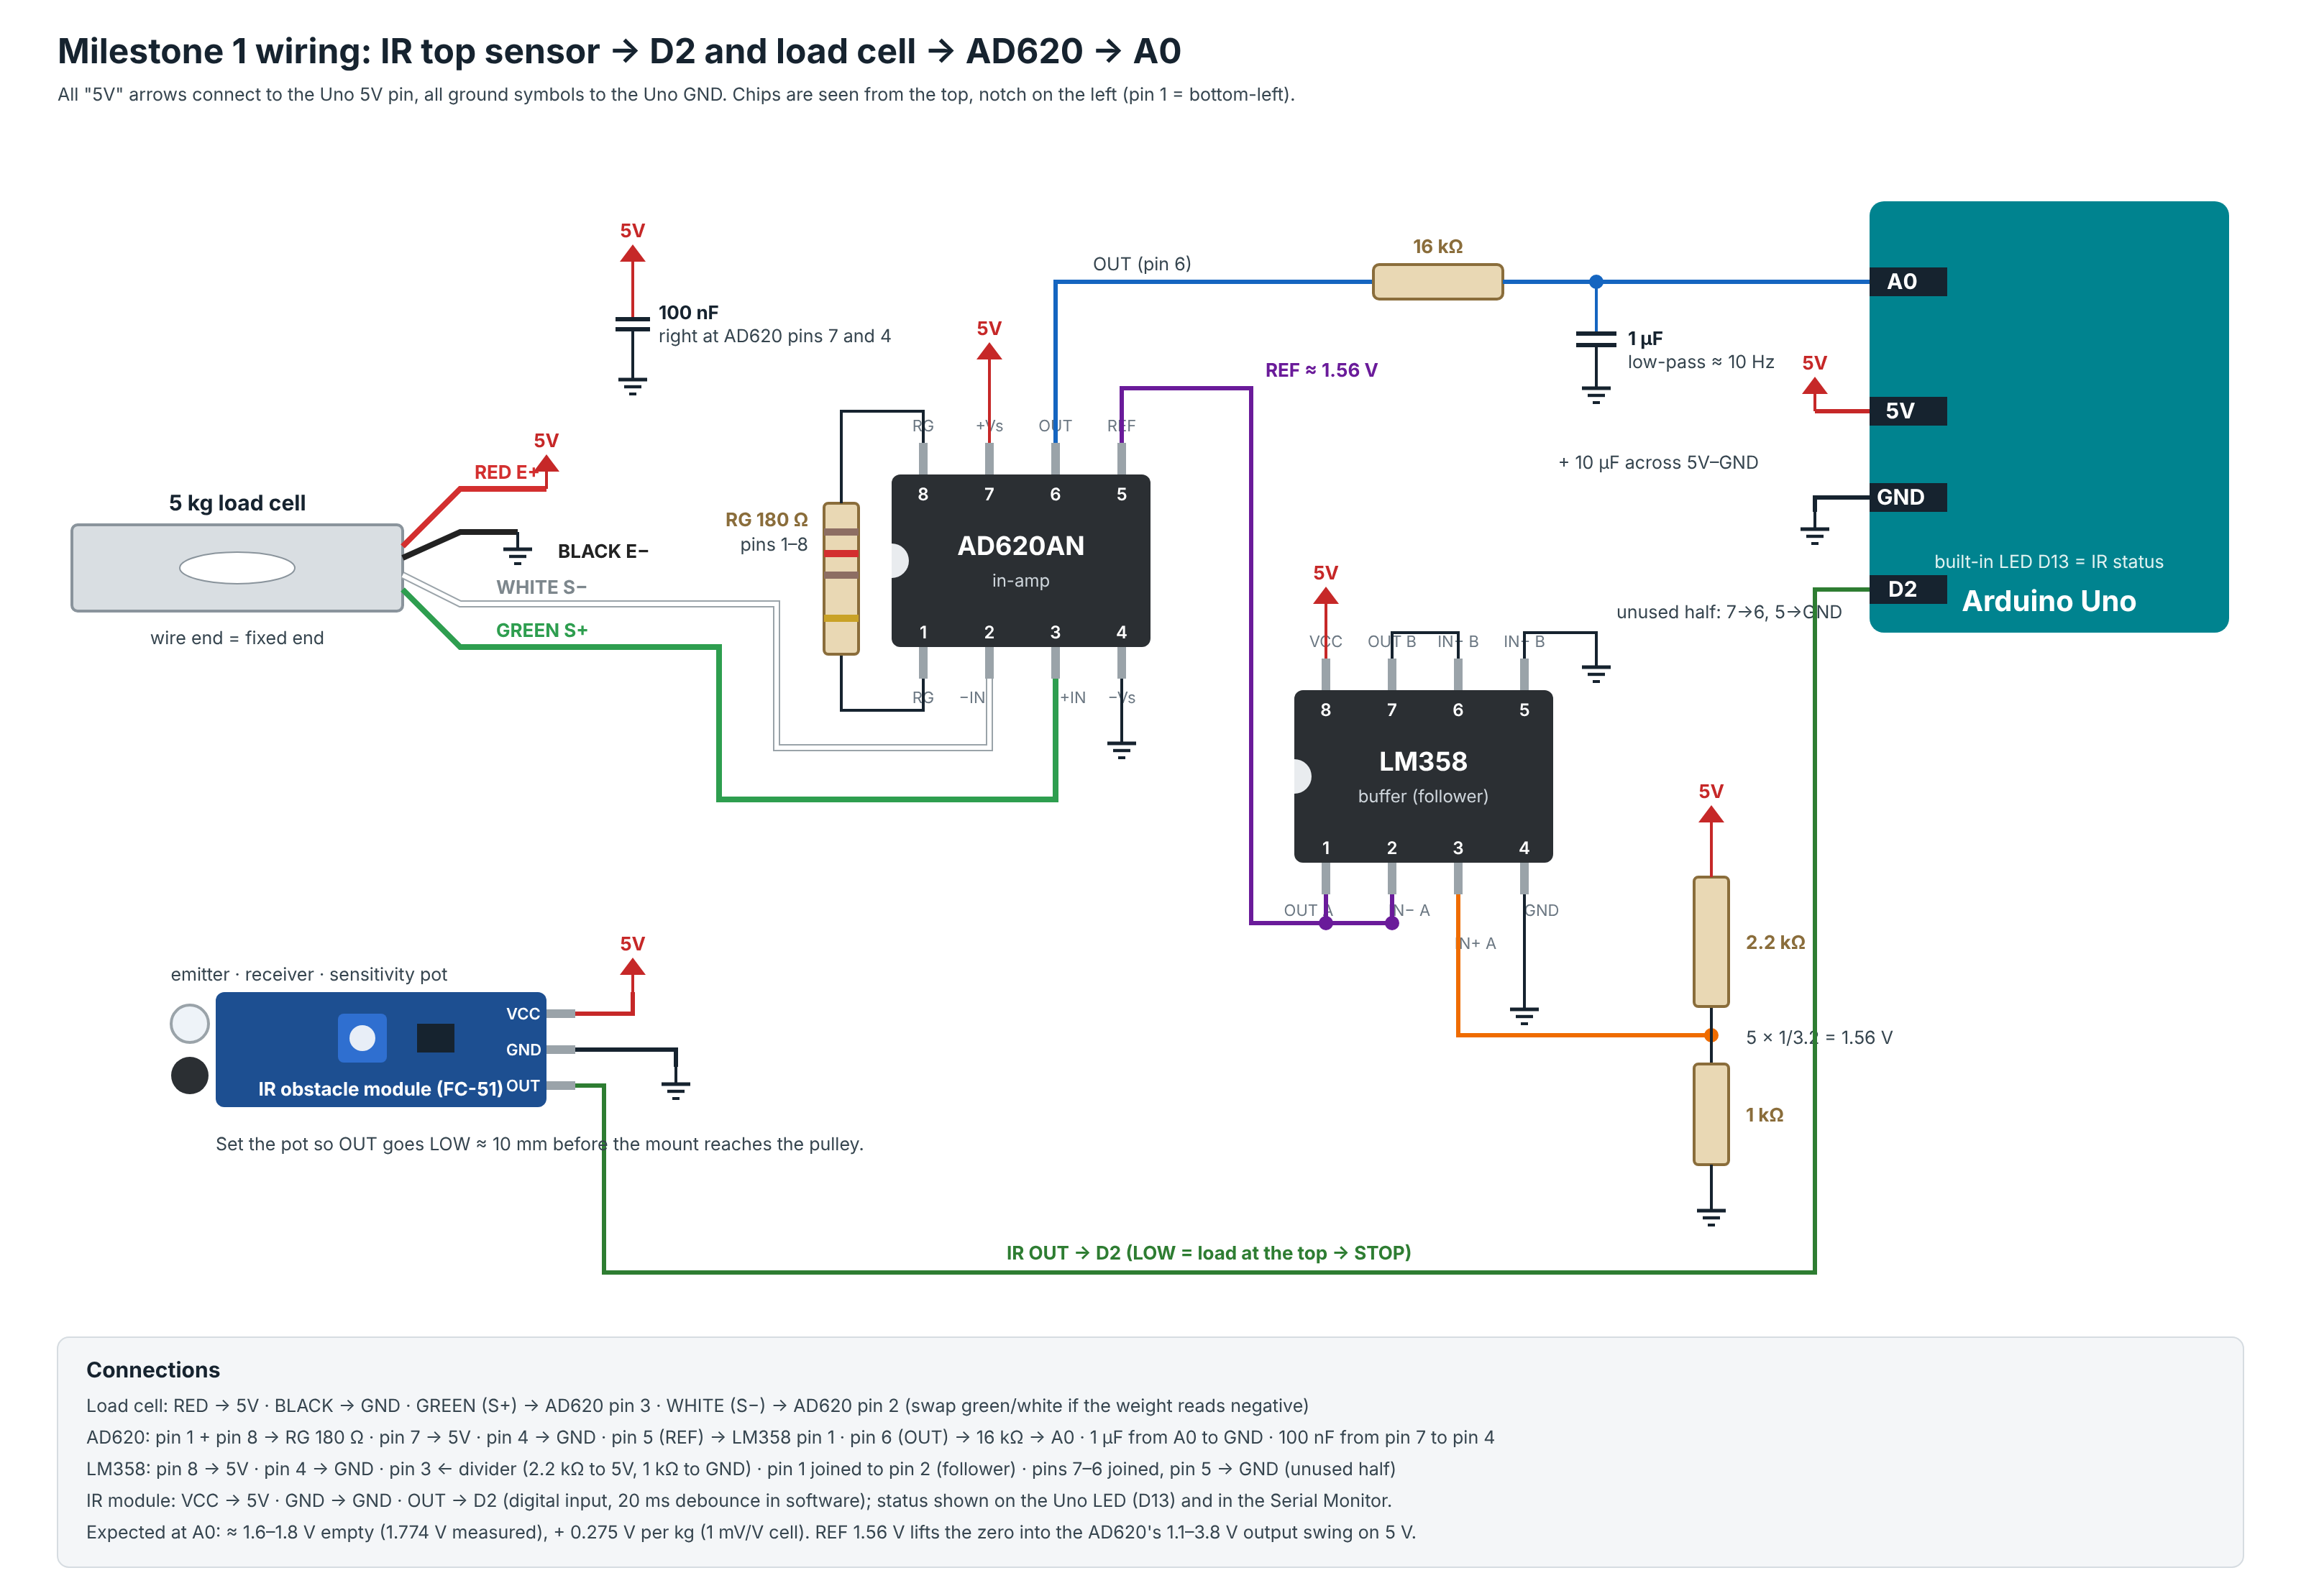 Milestone 1 wiring: IR top sensor → D2 and load cell → AD620 → A0
All "5V" arrows connect to the Uno 5V pin, all ground symbols to the Uno GND. Chips are seen from the top, notch on the left (pin 1 = bottom-left).
5V
100 nF
right at AD620 pins 7 and 4
5V
OUT (pin 6)
16 kΩ
1 µF
low-pass ≈ 10 Hz
REF ≈ 1.56 V
A0
5V
5V
+ 10 µF across 5V–GND
GND
built-in LED D13 = IR status
D2
Arduino Uno
5V
RED E+
5 kg load cell
BLACK E−
WHITE S−
GREEN S+
wire end = fixed end
RG 180 Ω
pins 1–8
RG
+Vs
OUT
REF
8
7
6
5
AD620AN
in-amp
1
2
3
4
RG
−IN
+IN
−Vs
5V
unused half: 7→6, 5→GND
VCC
OUT B
IN− B
IN+ B
8
7
6
5
LM358
buffer (follower)
1
2
3
4
OUT A
IN− A
IN+ A
GND
5V
2.2 kΩ
5 × 1/3.2 = 1.56 V
1 kΩ
5V
emitter · receiver · sensitivity pot
VCC
GND
OUT
IR obstacle module (FC-51)
Set the pot so OUT goes LOW ≈ 10 mm before the mount reaches the pulley.
IR OUT → D2 (LOW = load at the top → STOP)
Connections
Load cell: RED → 5V · BLACK → GND · GREEN (S+) → AD620 pin 3 · WHITE (S−) → AD620 pin 2 (swap green/white if the weight reads negative)
AD620: pin 1 + pin 8 → RG 180 Ω · pin 7 → 5V · pin 4 → GND · pin 5 (REF) → LM358 pin 1 · pin 6 (OUT) → 16 kΩ → A0 · 1 µF from A0 to GND · 100 nF from pin 7 to pin 4
LM358: pin 8 → 5V · pin 4 → GND · pin 3 ← divider (2.2 kΩ to 5V, 1 kΩ to GND) · pin 1 joined to pin 2 (follower) · pins 7–6 joined, pin 5 → GND (unused half)
IR module: VCC → 5V · GND → GND · OUT → D2 (digital input, 20 ms debounce in software); status shown on the Uno LED (D13) and in the Serial Monitor.
Expected at A0: ≈ 1.6–1.8 V empty (1.774 V measured), + 0.275 V per kg (1 mV/V cell). REF 1.56 V lifts the zero into the AD620's 1.1–3.8 V output swing on 5 V.